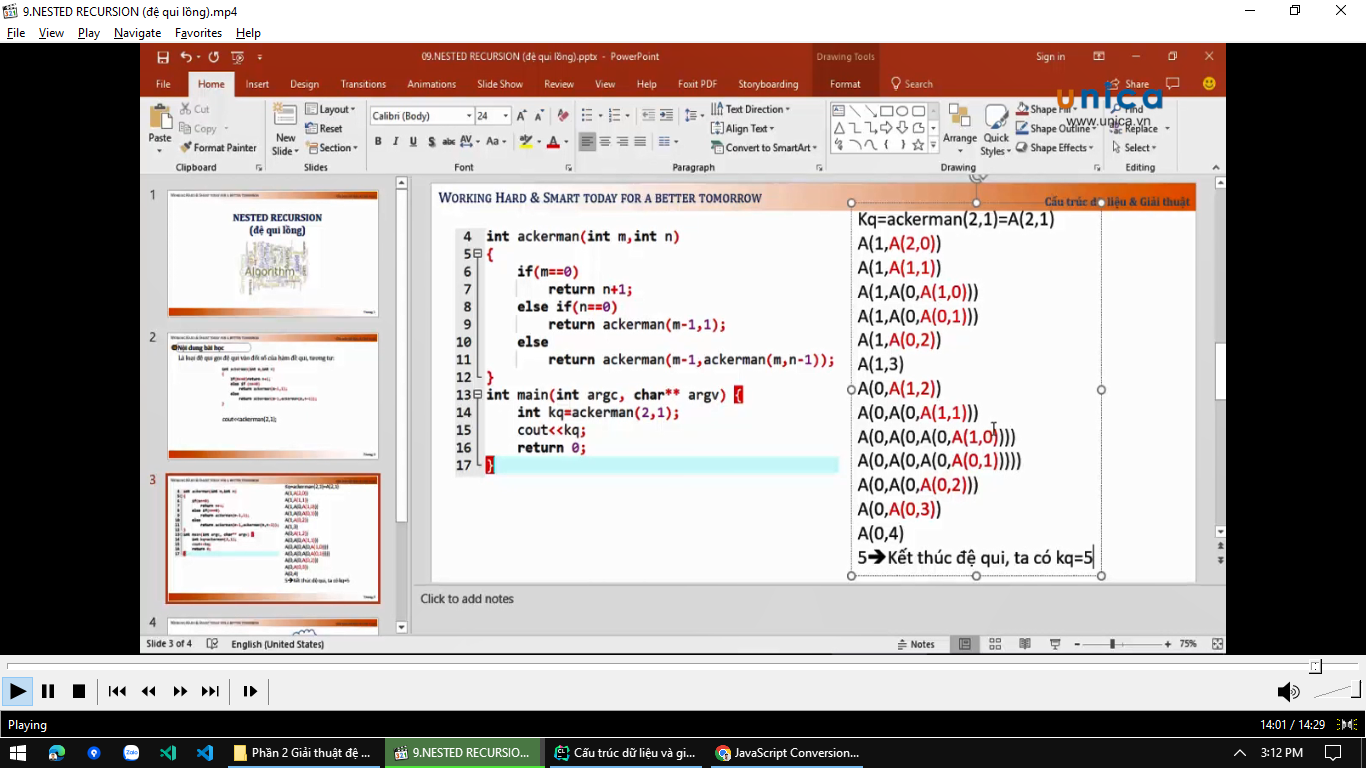 9.NESTED RECURSION (đệ qui lồng).mp4
File View Play Navigate Favorites Help
09.NESTED RECURSION (đệ qui lồng).pptx - PowerPoint
Drawing Tools
Sign in
File Home Insert Design Transitions Animations Slide Show Review View Help Foxit PDF Storyboarding Format Search Share
unica
www.unica.vn
Paste
Cut
Copy
Format Painter
Clipboard
New Slide
Layout
Reset
Section
Slides
Calibri (Body) 24
Font
Text Direction
Align Text
Convert to SmartArt
Paragraph
Arrange
Quick Styles
Shape Fill
Shape Outline
Shape Effects
Drawing
Find
Replace
Select
Editing
1
NESTED RECURSION
(đệ qui lồng)
Algorithm
2
Nội dung bài học
cout<<ackerman(2,1);
3
4
WORKING HARD & SMART TODAY FOR A BETTER TOMORROW
Cấu trúc dữ liệu & Giải thuật
4 int ackerman(int m,int n)
5 {
6 if(m==0)
7 return n+1;
8 else if(n==0)
9 return ackerman(m-1,1);
10 else
11 return ackerman(m-1,ackerman(m,n-1));
12 }
13 int main(int argc, char** argv) {
14 int kq=ackerman(2,1);
15 cout<<kq;
16 return 0;
17 }
Kq=ackerman(2,1)=A(2,1)
A(1,A(2,0))
A(1,A(1,1))
A(1,A(0,A(1,0)))
A(1,A(0,A(0,1)))
A(1,A(0,2))
A(1,3)
A(0,A(1,2))
A(0,A(0,A(1,1)))
A(0,A(0,A(0,A(1,0))))
A(0,A(0,A(0,A(0,1)))))
A(0,A(0,A(0,2)))
A(0,A(0,3))
A(0,4)
5➔Kết thúc đệ qui, ta có kq=5
Click to add notes
Slide 3 of 4 English (United States) Notes 75%
Playing 14:01 / 14:29
Zalo
Phần 2 Giải thuật đệ ...
9.NESTED RECURSIO...
Cấu trúc dữ liệu và gi...
JavaScript Conversion...
3:12 PM